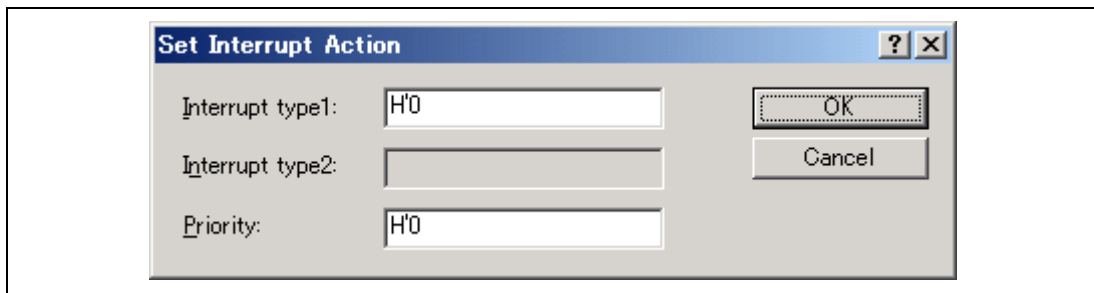 Set Interrupt Action
Interrupt type1: H'0 OK
Interrupt type2: Cancel
Priority: H'0